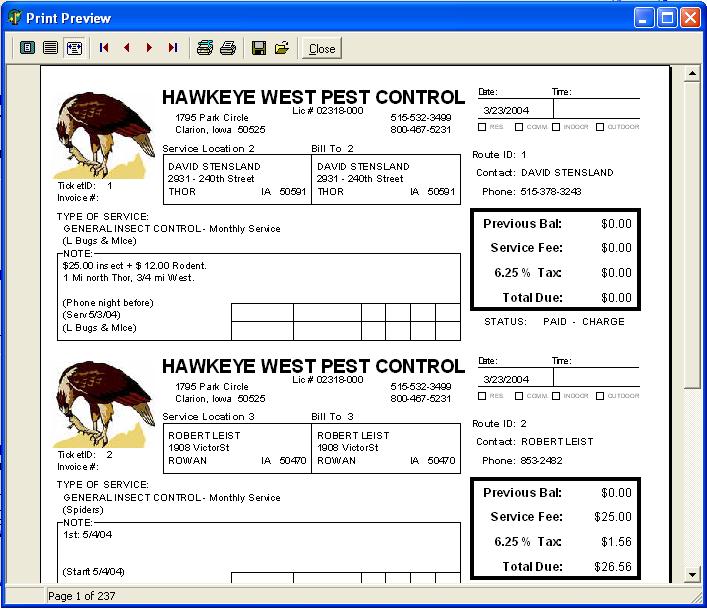 Print Preview
Close
HAWKEYE WEST PEST CONTROL
Lic # 02318-000
1795 Park Circle 515-532-3499
Clarion, Iowa 50525 800-467-5231
Date: Time:
3/23/2004
RES. COMM. INDOOR OUTDOOR
Service Location 2 Bill To 2
DAVID STENSLAND DAVID STENSLAND
2931 - 240th Street 2931 - 240th Street
THOR IA 50591 THOR IA 50591
Route ID: 1
Contact: DAVID STENSLAND
Phone: 515-378-3243
TicketID: 1
Invoice #:
TYPE OF SERVICE:
GENERAL INSECT CONTROL - Monthly Service
(L Bugs & MIce)
NOTE:
$25.00 insect + $ 12.00 Rodent.
1 Mi north Thor, 3/4 mi West.
(Phone night before)
(Serv 5/3/04)
(L Bugs & MIce)
Previous Bal: $0.00
Service Fee: $0.00
6.25 % Tax: $0.00
Total Due: $0.00
STATUS: PAID - CHARGE
HAWKEYE WEST PEST CONTROL
Lic # 02318-000
1795 Park Circle 515-532-3499
Clarion, Iowa 50525 800-467-5231
Date: Time:
3/23/2004
RES. COMM. INDOOR OUTDOOR
Service Location 3 Bill To 3
ROBERT LEIST ROBERT LEIST
1908 Victor St 1908 Victor St
ROWAN IA 50470 ROWAN IA 50470
Route ID: 2
Contact: ROBERT LEIST
Phone: 853-2482
TicketID: 2
Invoice #:
TYPE OF SERVICE:
GENERAL INSECT CONTROL - Monthly Service
(Spiders)
NOTE:
1st: 5/4/04
(Start 5/4/04)
Previous Bal: $0.00
Service Fee: $25.00
6.25 % Tax: $1.56
Total Due: $26.56
Page 1 of 237